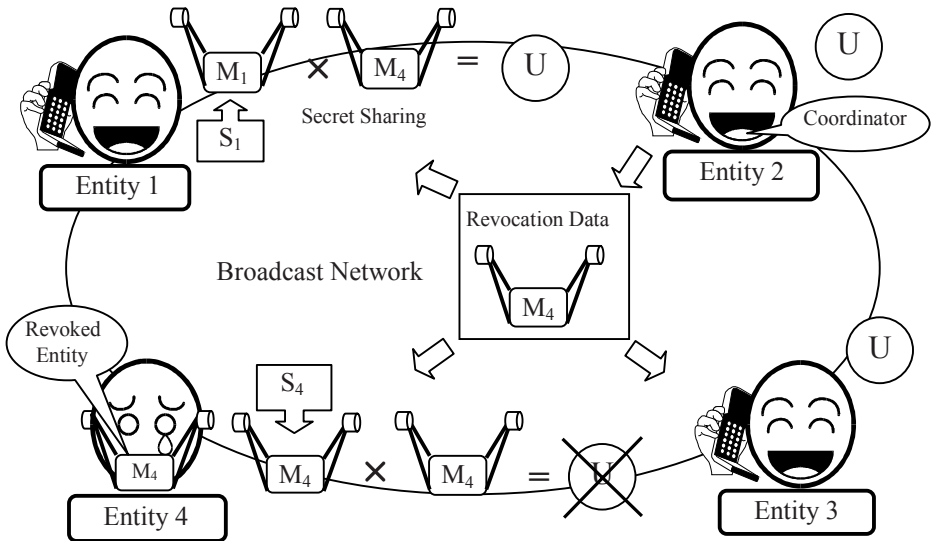 M1
×
M4
=
U
U
Secret Sharing
S1
Coordinator
Entity 1
Entity 2
Revocation Data
M4
Broadcast Network
Revoked
Entity
U
S4
M4
M4
×
M4
=
U
Entity 4
Entity 3